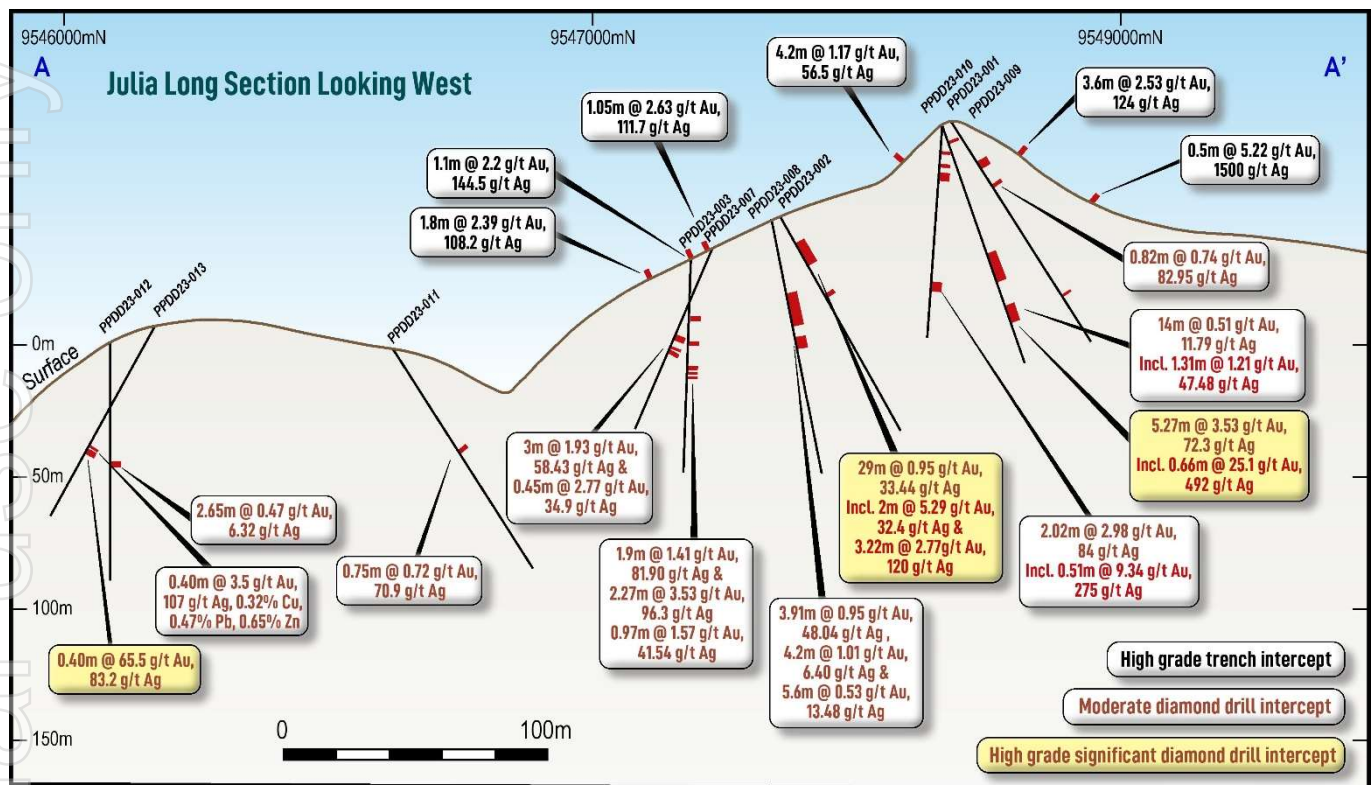 9546000mN
9547000mN
9549000mN
A
A'
Julia Long Section Looking West
4.2m @ 1.17 g/t Au,
56.5 g/t Ag
PPDD23-010
PPDD23-001
PPDD23-009
3.6m @ 2.53 g/t Au,
124 g/t Ag
1.05m @ 2.63 g/t Au,
111.7 g/t Ag
0.5m @ 5.22 g/t Au,
1500 g/t Ag
1.1m @ 2.2 g/t Au,
144.5 g/t Ag
1.8m @ 2.39 g/t Au,
108.2 g/t Ag
PPDD23-003
PPDD23-007
PPDD23-008
PPDD23-002
0.82m @ 0.74 g/t Au,
82.95 g/t Ag
PPDD23-012
PPDD23-013
PPDD23-011
14m @ 0.51 g/t Au,
11.79 g/t Ag
Incl. 1.31m @ 1.21 g/t Au,
47.48 g/t Ag
Surface
0m
50m
100m
150m
5.27m @ 3.53 g/t Au,
72.3 g/t Ag
Incl. 0.66m @ 25.1 g/t Au,
492 g/t Ag
3m @ 1.93 g/t Au,
58.43 g/t Ag &
0.45m @ 2.77 g/t Au,
34.9 g/t Ag
29m @ 0.95 g/t Au,
33.44 g/t Ag
Incl. 2m @ 5.29 g/t Au,
32.4 g/t Ag &
3.22m @ 2.77g/t Au,
120 g/t Ag
2.65m @ 0.47 g/t Au,
6.32 g/t Ag
2.02m @ 2.98 g/t Au,
84 g/t Ag
Incl. 0.51m @ 9.34 g/t Au,
275 g/t Ag
0.75m @ 0.72 g/t Au,
70.9 g/t Ag
1.9m @ 1.41 g/t Au,
81.90 g/t Ag &
2.27m @ 3.53 g/t Au,
96.3 g/t Ag
0.97m @ 1.57 g/t Au,
41.54 g/t Ag
0.40m @ 3.5 g/t Au,
107 g/t Ag, 0.32% Cu,
0.47% Pb, 0.65% Zn
3.91m @ 0.95 g/t Au,
48.04 g/t Ag ,
4.2m @ 1.01 g/t Au,
6.40 g/t Ag &
5.6m @ 0.53 g/t Au,
13.48 g/t Ag
0.40m @ 65.5 g/t Au,
83.2 g/t Ag
0
100m
High grade trench intercept
Moderate diamond drill intercept
High grade significant diamond drill intercept